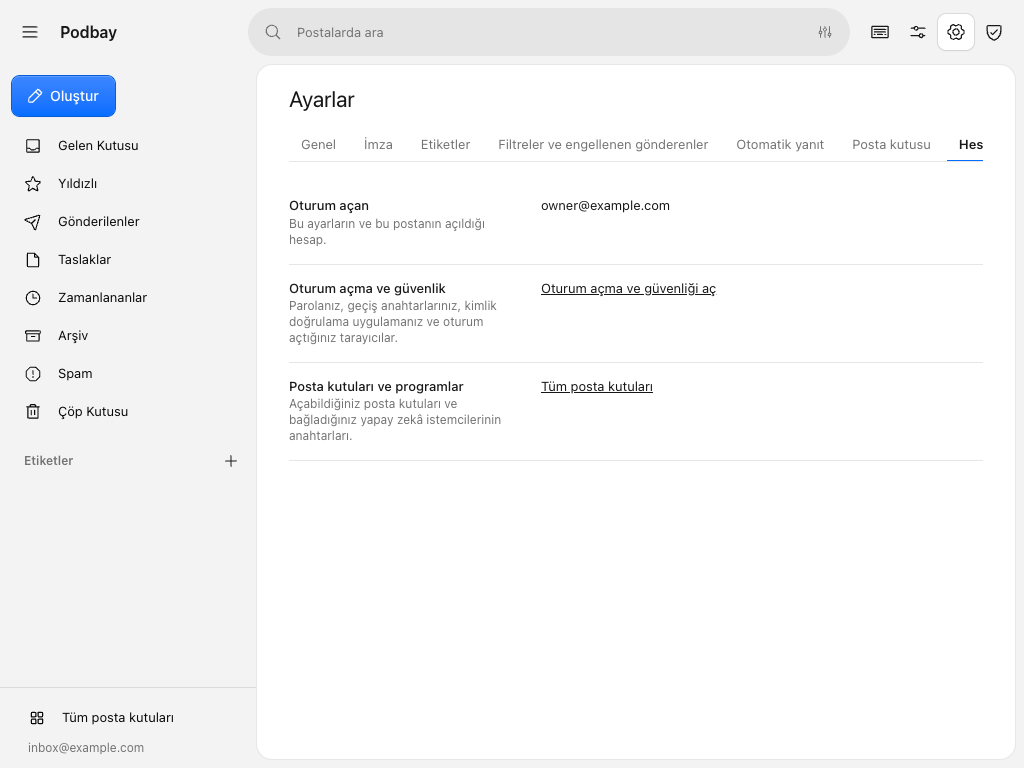 Podbay
Postalarda ara
Oluştur
Gelen Kutusu
Yıldızlı
Gönderilenler
Taslaklar
Zamanlananlar
Arşiv
Spam
Çöp Kutusu
Etiketler
Tüm posta kutuları
inbox@example.com
Ayarlar
Genel İmza Etiketler Filtreler ve engellenen gönderenler Otomatik yanıt Posta kutusu Hes
Oturum açan
Bu ayarların ve bu postanın açıldığı
hesap.
owner@example.com
Oturum açma ve güvenlik
Parolanız, geçiş anahtarlarınız, kimlik
doğrulama uygulamanız ve oturum
açtığınız tarayıcılar.
Oturum açma ve güvenliği aç
Posta kutuları ve programlar
Açabildiğiniz posta kutuları ve
bağladığınız yapay zekâ istemcilerinin
anahtarları.
Tüm posta kutuları